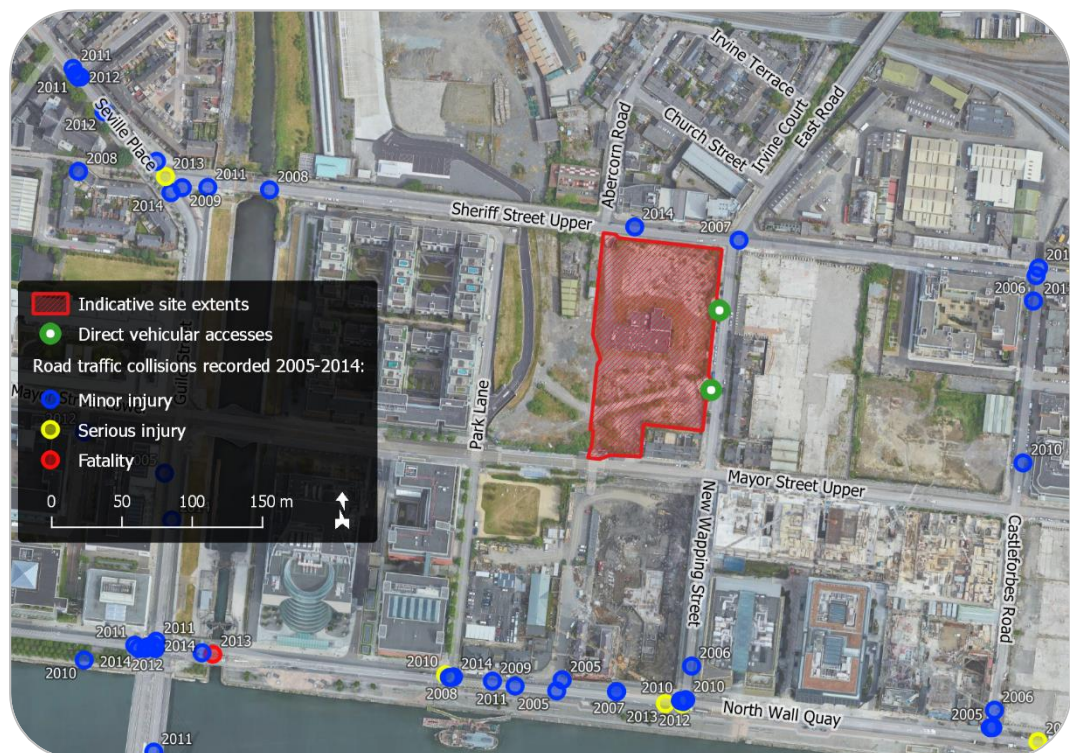 2011
2012
2011
Seville Place
2012
2008
2013
2011
2009
2014
2008
Irvine Terrace
Church Street
Irvine Court
East Road
Abercorn Road
Sheriff Street Upper
2014
2007
2006
Indicative site extents
Direct vehicular accesses
Road traffic collisions recorded 2005-2014:
Minor injury
Serious injury
Fatality
0 50 100 150 m
Park Lane
2010
Mayor Street Upper
New Wapping Street
Castleforbes Road
2011
2011
2014
2013
2010
2014
2012
2010
2014
2009
2005
2006
2008
2011
2005
2007
2010
2010
2013
2012
North Wall Quay
2006
2005
2011